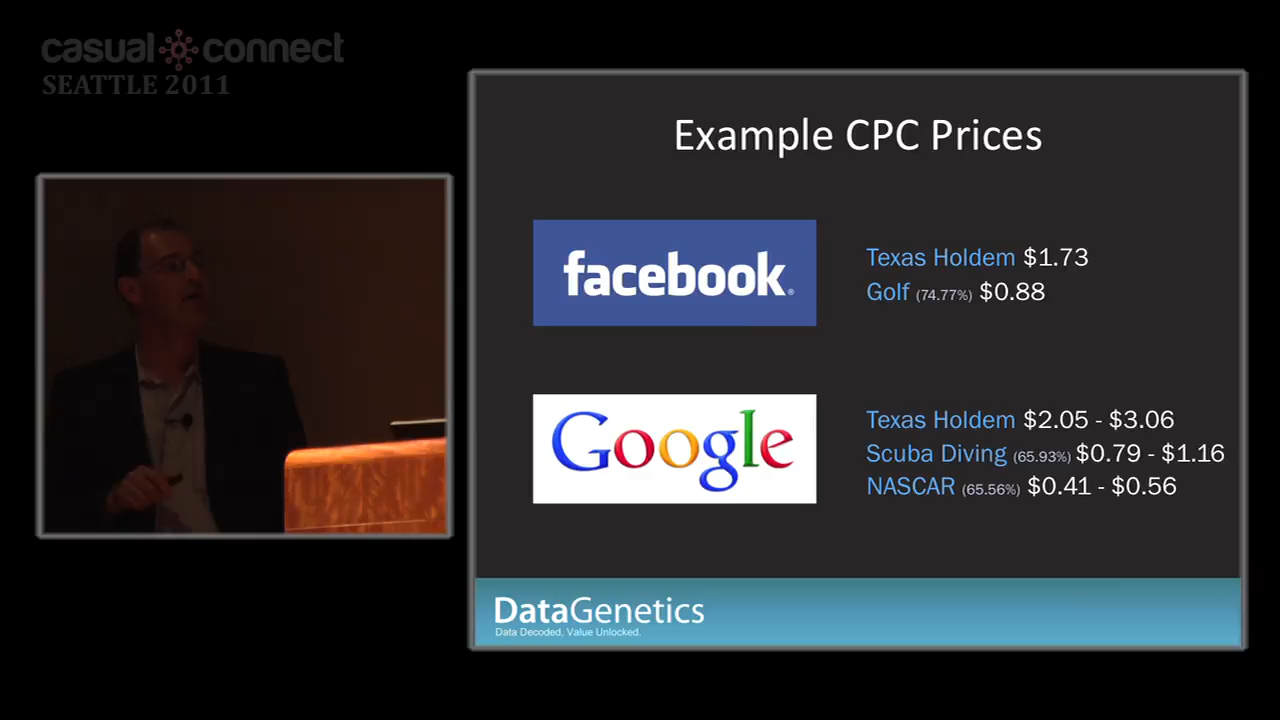 casual connect
SEATTLE 2011
Example CPC Prices
facebook®
Texas Holdem $1.73
Golf (74.77%) $0.88
Google
Texas Holdem $2.05 - $3.06
Scuba Diving (65.93%) $0.79 - $1.16
NASCAR (65.56%) $0.41 - $0.56
DataGenetics
Data Decoded, Value Unlocked.